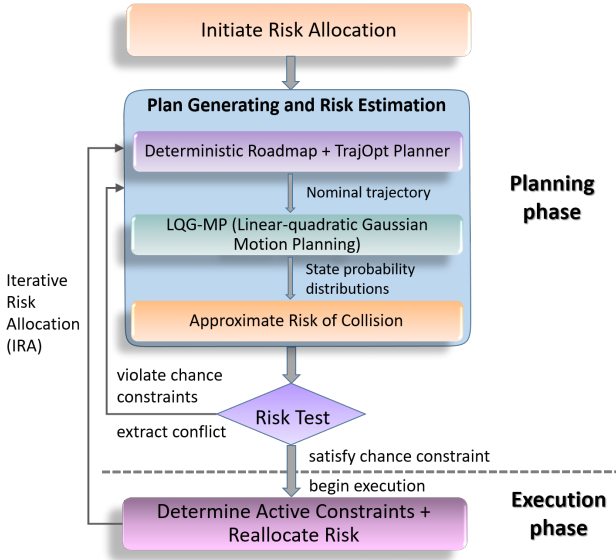 Initiate Risk Allocation
Plan Generating and Risk Estimation
Deterministic Roadmap + TrajOpt Planner
Nominal trajectory
LQG-MP (Linear-quadratic Gaussian
Motion Planning)
State probability
distributions
Approximate Risk of Collision
Planning
phase
Iterative
Risk
Allocation
(IRA)
violate chance
constraints
extract conflict
Risk Test
satisfy chance constraint
begin execution
Determine Active Constraints +
Reallocate Risk
Execution
phase